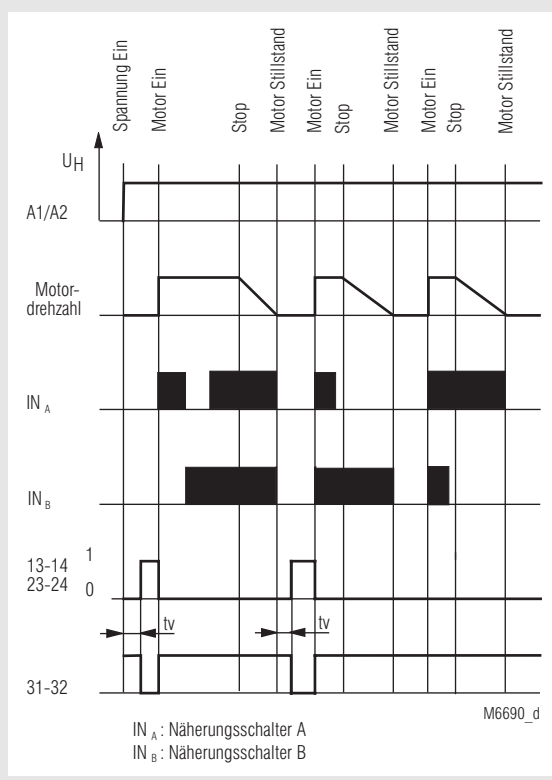 Spannung Ein
Motor Ein
Stop
Motor Stillstand
Motor Ein
Stop
Motor Stillstand
Motor Ein
Stop
Motor Stillstand
UH
A1/A2
Motor-
drehzahl
IN A
IN B
13-14 1
23-24 0
tv tv
31-32
M6690_d
IN A : Näherungsschalter A
IN B : Näherungsschalter B